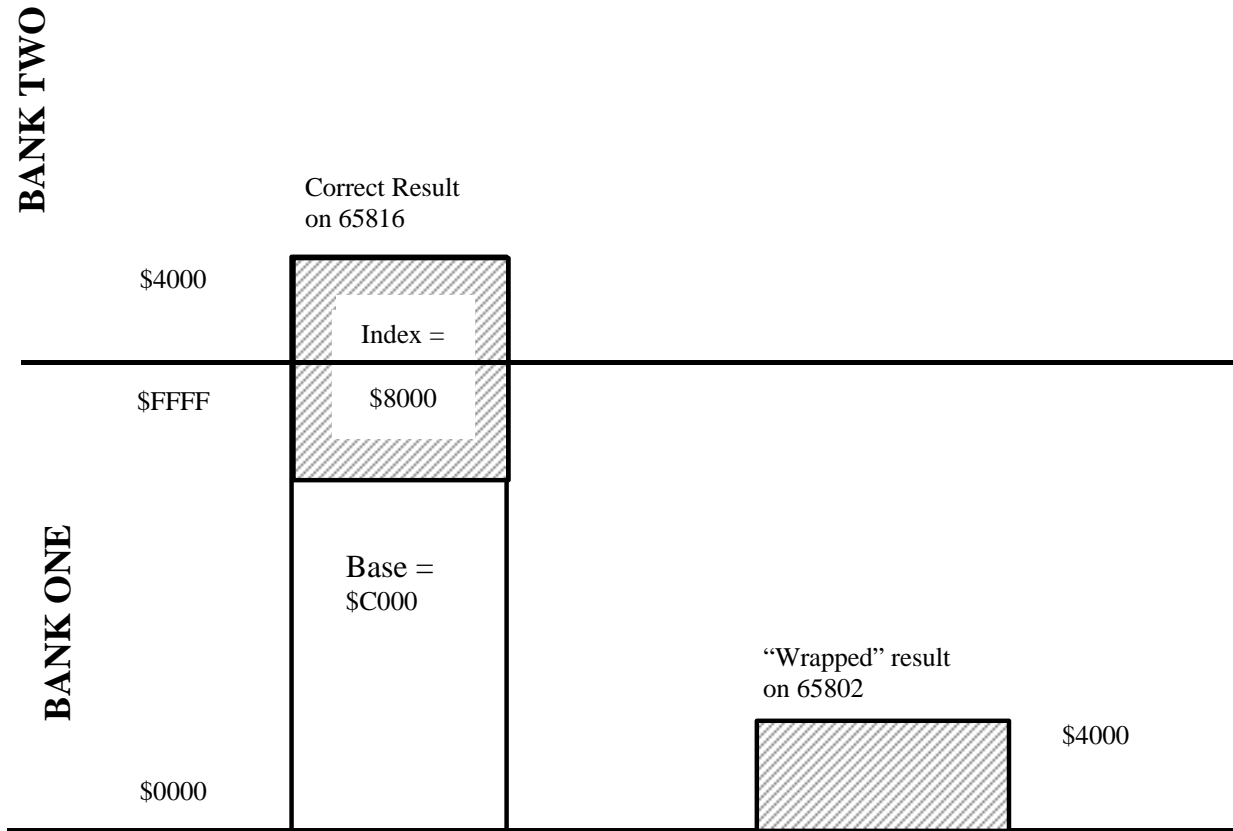 BANK TWO
Correct Result
on 65816
$4000
Index =
$FFFF
$8000
BANK ONE
Base =
$C000
“Wrapped” result
on 65802
$4000
$0000